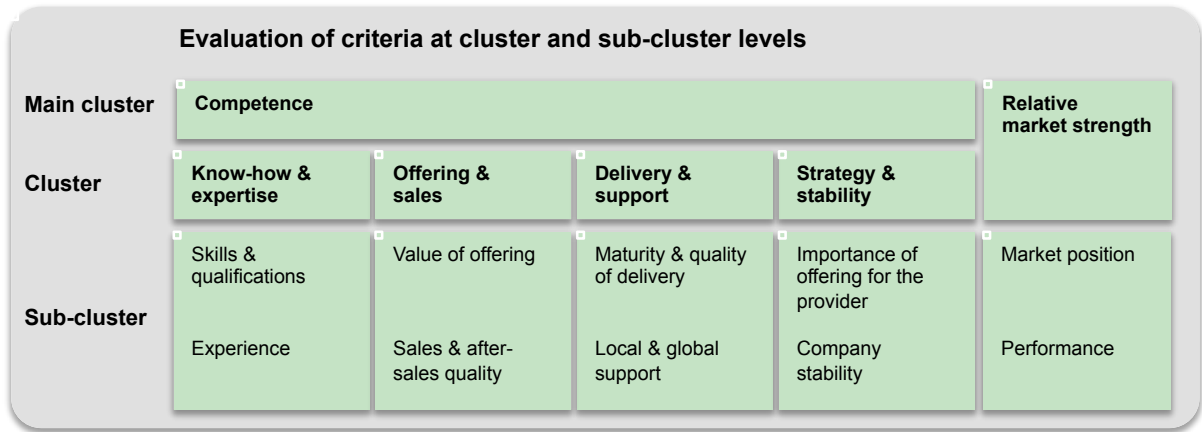 Evaluation of criteria at cluster and sub-cluster levels
Main cluster
Competence
Relative
market strength
Cluster
Know-how &
expertise
Offering &
sales
Delivery &
support
Strategy &
stability
Sub-cluster
Skills &
qualifications
Experience
Value of offering
Sales & after-
sales quality
Maturity & quality
of delivery
Local & global
support
Importance of
offering for the
provider
Company
stability
Market position
Performance